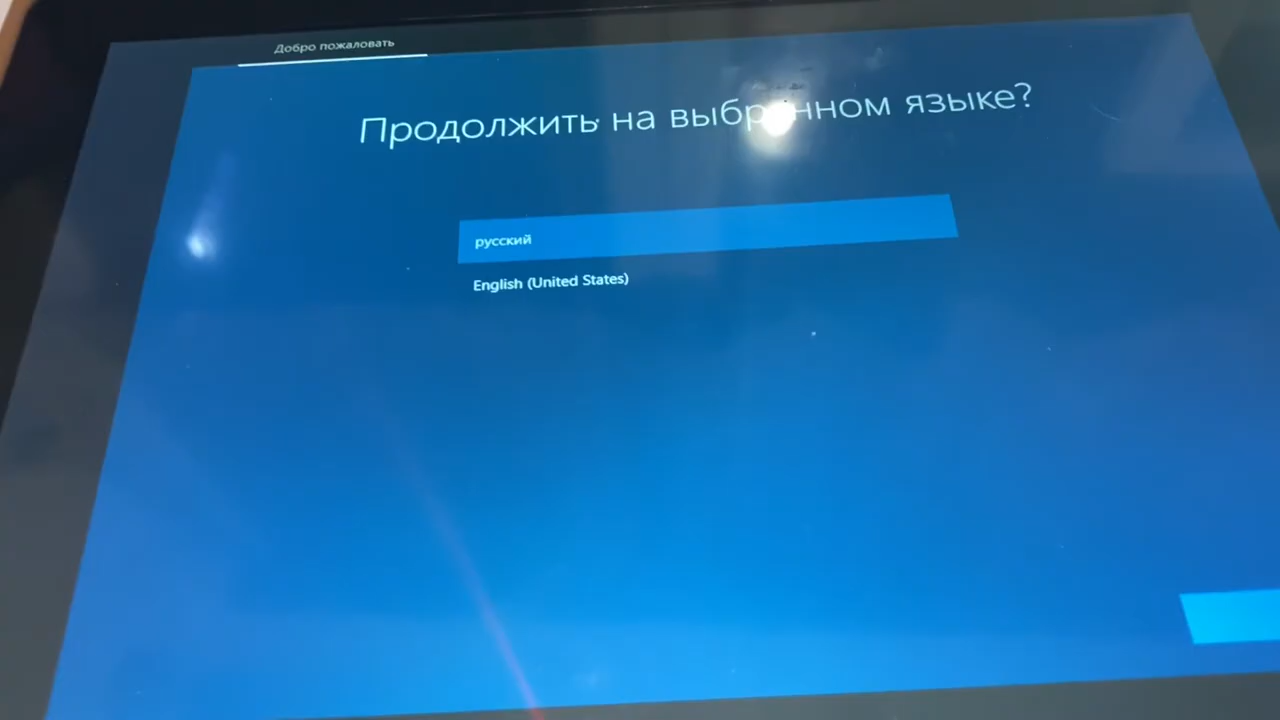 Добро пожаловать
Продолжить на выбранном языке?
русский
English (United States)